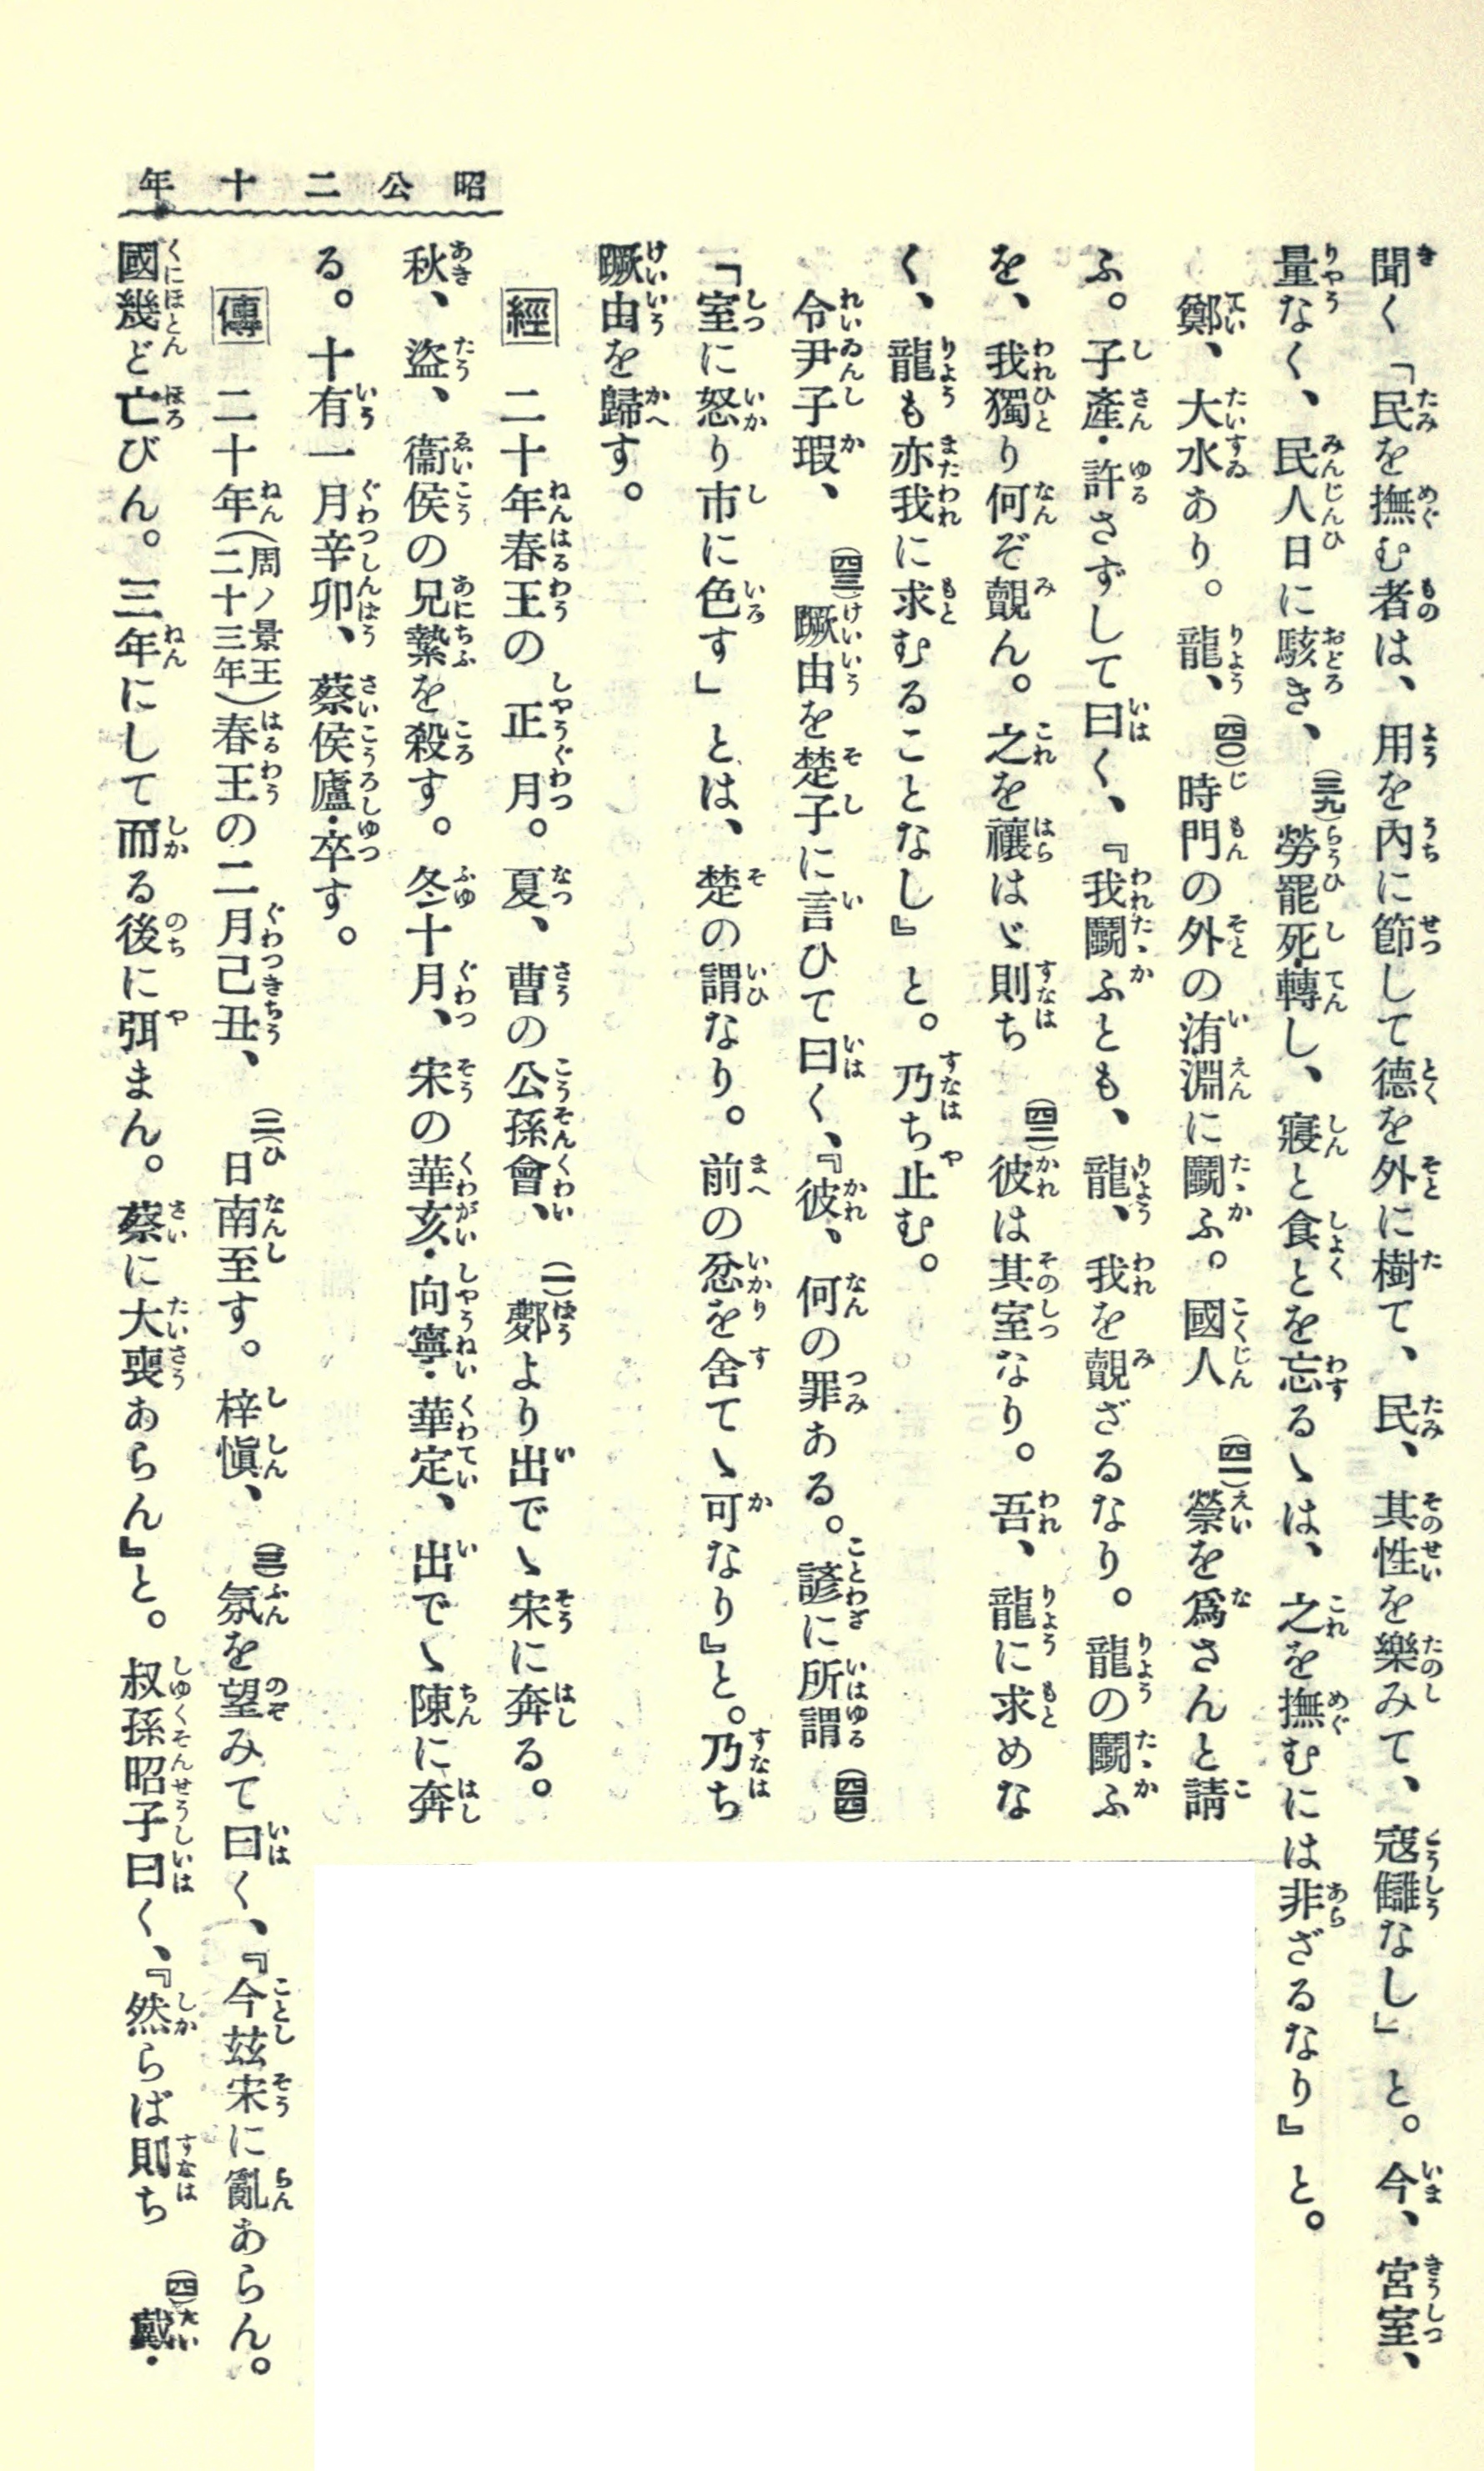 昭公二十年
聞く「民を撫む者は、用を內に節して德を外に樹て、民、其性を樂みて、寇讎なし」と。今、宮室、
量なく、民人日に駭き、(三九)勞罷死・轉し、寢と食とを忘るゝは、之を撫むには非ざるなり』と。
鄭、大水あり。龍、(四〇)時門の外の洧淵に鬭ふ。國人(四一)禜を爲さんと請
ふ。子產・許さずして曰く、『我鬭ふとも、龍、我を覿ざるなり。龍の鬭ふ
を、我獨り何ぞ覿ん。之を禳はゞ則ち(四二)彼は其室なり。吾、龍に求めな
く、龍も亦我に求むることなし』と。乃ち止む。
令尹子瑕、(四三)蹶由を楚子に言ひて曰く、『彼、何の罪ある。諺に所謂(四四)
「室に怒り市に色す」とは、楚の謂なり。前の忿を舍てゝ可なり』と。乃ち
蹶由を歸す。
經 二十年春王の正月。夏、曹の公孫會、(一)鄸より出でゝ宋に奔る。
秋、盜、衞侯の兄縶を殺す。冬十月、宋の華亥・向寧・華定、出でゝ陳に奔
る。十有一月辛卯、蔡侯廬・卒す。
傳 二十年(周ノ景王二十三年)春王の二月己丑、(二)日南至す。梓愼、(三)氛を望みて曰く、『今玆宋に亂あらん。
國幾ど亡びん。三年にして而る後に弭まん。蔡に大喪あらん』と。叔孫昭子曰く、『然らば則ち(四)戴・